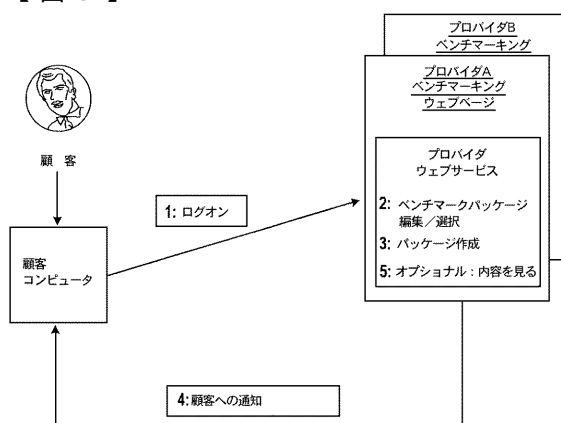 プロバイダB
ベンチマーキング
プロバイダA
ベンチマーキング
ウェブページ
顧 客
プロバイダ
ウェブサービス
1: ログオン
2: ベンチマークパッケージ
編集／選択
3: パッケージ作成
5: オプショナル：内容を見る
顧客
コンピュータ
4:顧客への通知